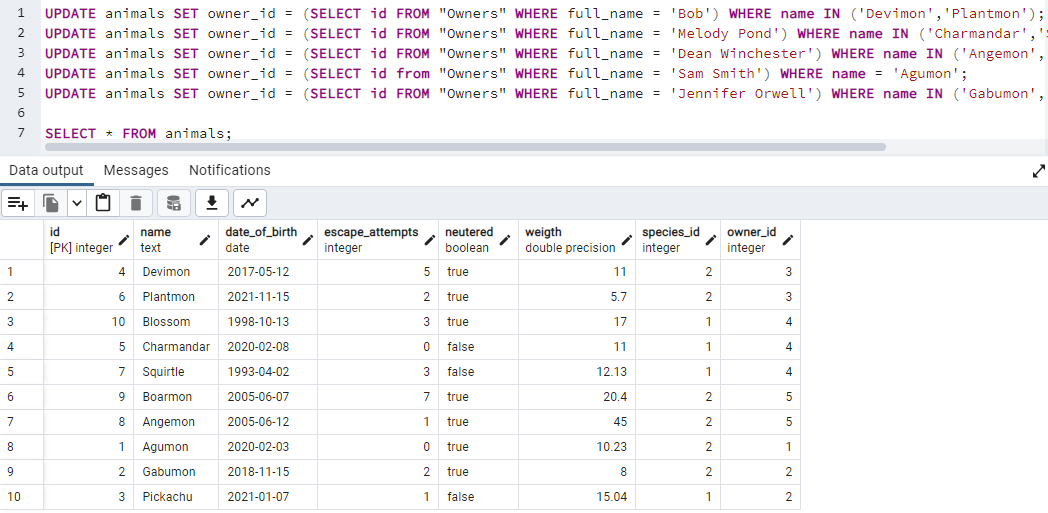 1 UPDATE animals SET owner_id = (SELECT id FROM "Owners" WHERE full_name = 'Bob') WHERE name IN ('Devimon','Plantmon');
2 UPDATE animals SET owner_id = (SELECT id FROM "Owners" WHERE full_name = 'Melody Pond') WHERE name IN ('Charmandar','
3 UPDATE animals SET owner_id = (SELECT id FROM "Owners" WHERE full_name = 'Dean Winchester') WHERE name IN ('Angemon',
4 UPDATE animals SET owner_id = (SELECT id from "Owners" WHERE full_name = 'Sam Smith') WHERE name = 'Agumon';
5 UPDATE animals SET owner_id = (SELECT id FROM "Owners" WHERE full_name = 'Jennifer Orwell') WHERE name IN ('Gabumon',
6
7 SELECT * FROM animals;
Data output Messages Notifications
id name date_of_birth escape_attempts neutered weigth species_id owner_id
[PK] integer text date integer boolean double precision integer integer
1 4 Devimon 2017-05-12 5 true 11 2 3
2 6 Plantmon 2021-11-15 2 true 5.7 2 3
3 10 Blossom 1998-10-13 3 true 17 1 4
4 5 Charmandar 2020-02-08 0 false 11 1 4
5 7 Squirtle 1993-04-02 3 false 12.13 1 4
6 9 Boarmon 2005-06-07 7 true 20.4 2 5
7 8 Angemon 2005-06-12 1 true 45 2 5
8 1 Agumon 2020-02-03 0 true 10.23 2 1
9 2 Gabumon 2018-11-15 2 true 8 2 2
10 3 Pickachu 2021-01-07 1 false 15.04 1 2